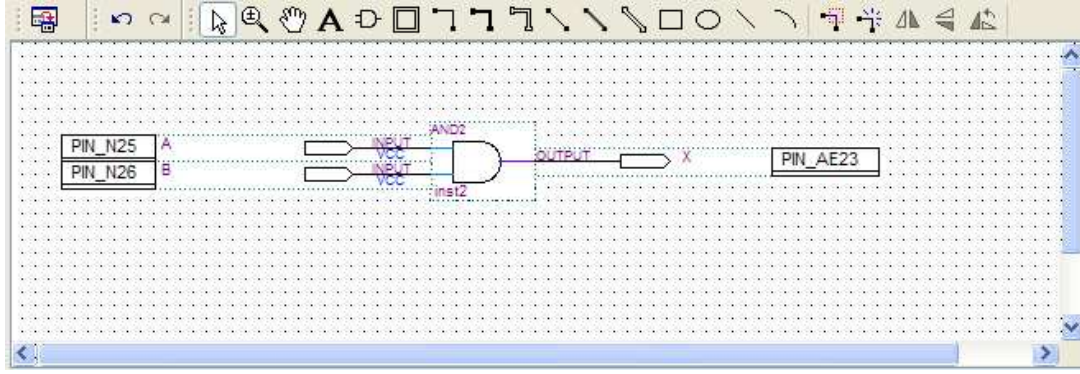 AND2
PIN_N25 A INPUT VCC
OUTPUT X PIN_AE23
PIN_N26 B INPUT VCC
inst2